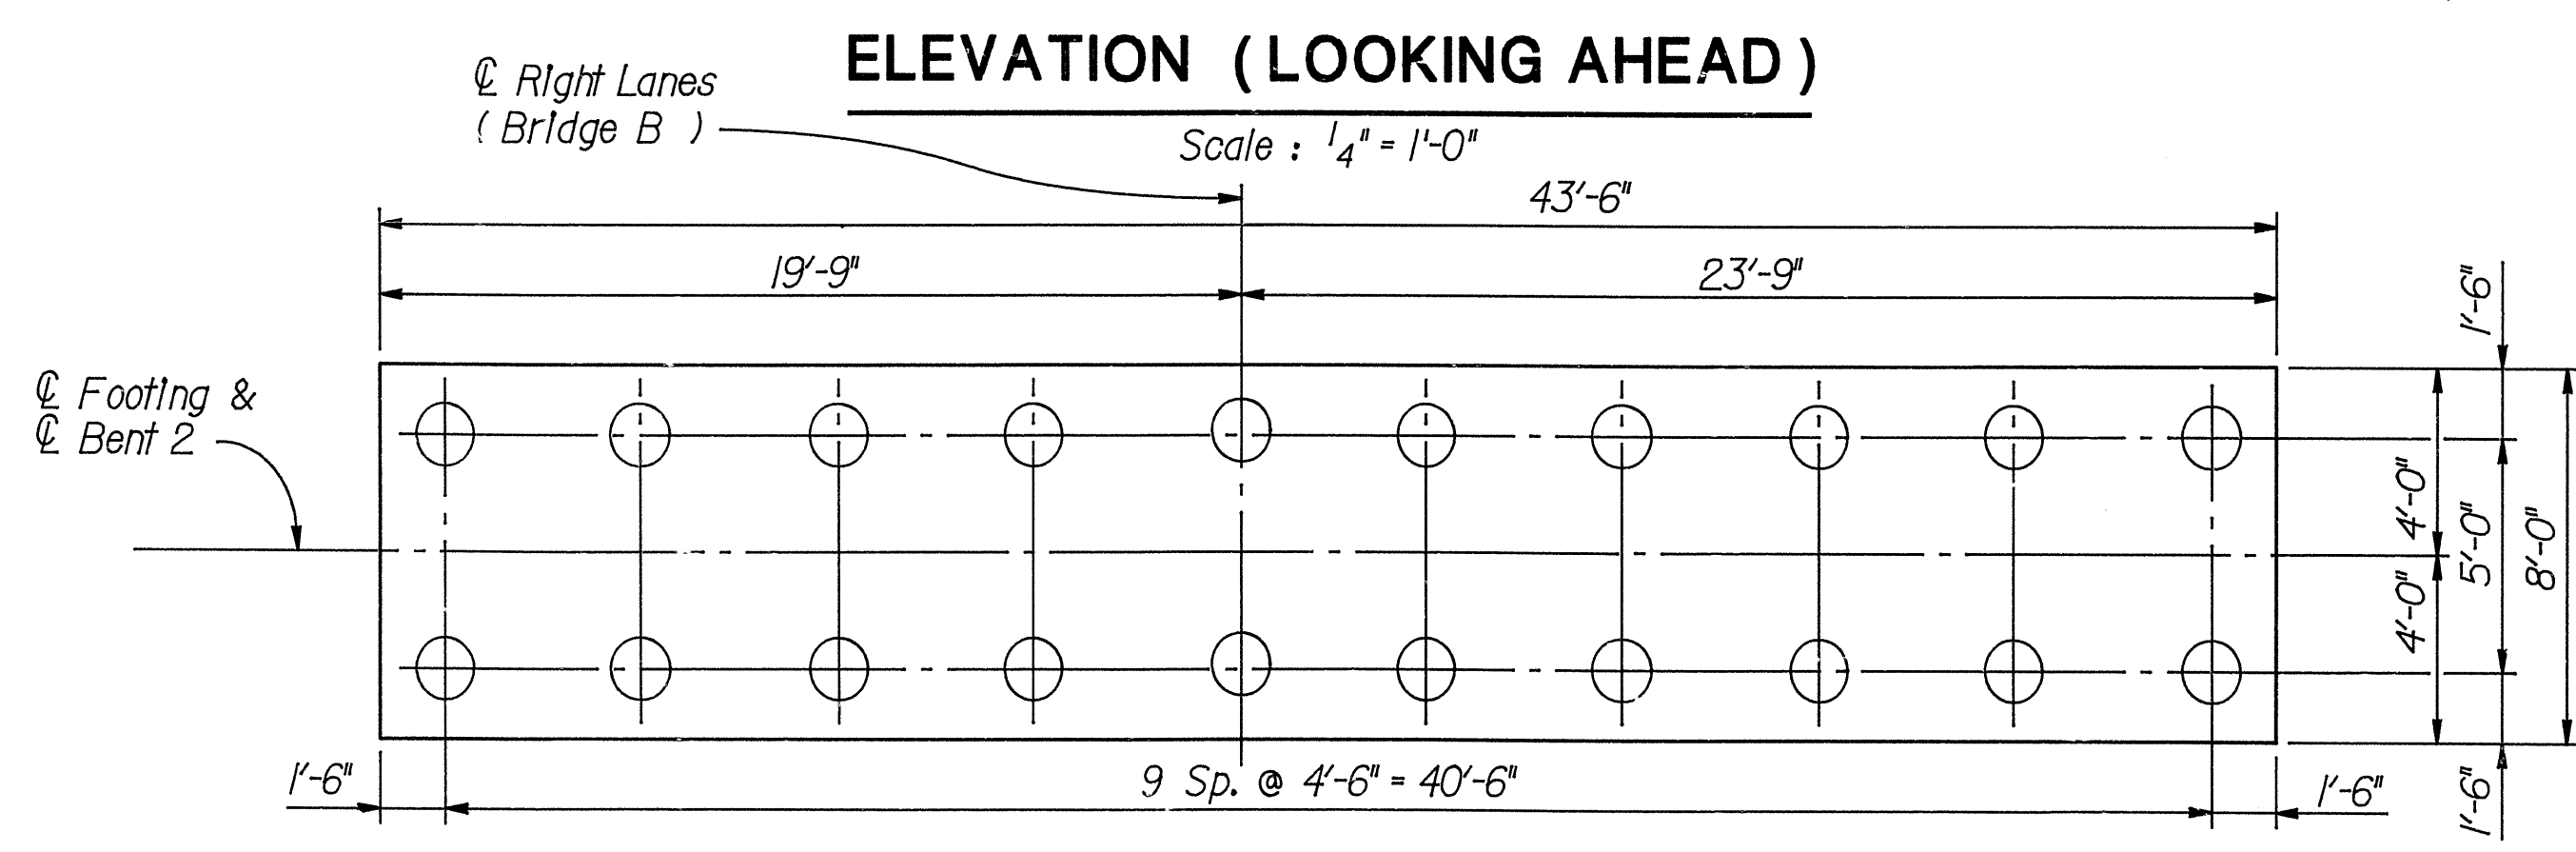 ELEVATION ( LOOKING AHEAD )
℄ Right Lanes
( Bridge B )
Scale : 1/4" = 1'-0"
43'-6"
19'-9"
23'-9"
1'-6"
℄ Footing &
℄ Bent 2
4'-0"
4'-0"
5'-0"
8'-0"
1'-6"
9 Sp. @ 4'-6" = 40'-6"
1'-6"
1'-6"